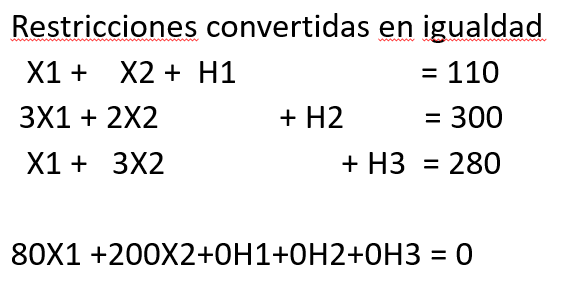 Restricciones convertidas en igualdad
X1 + X2 + H1 = 110
3X1 + 2X2 + H2 = 300
X1 + 3X2 + H3 = 280
80X1 +200X2+0H1+0H2+0H3 = 0